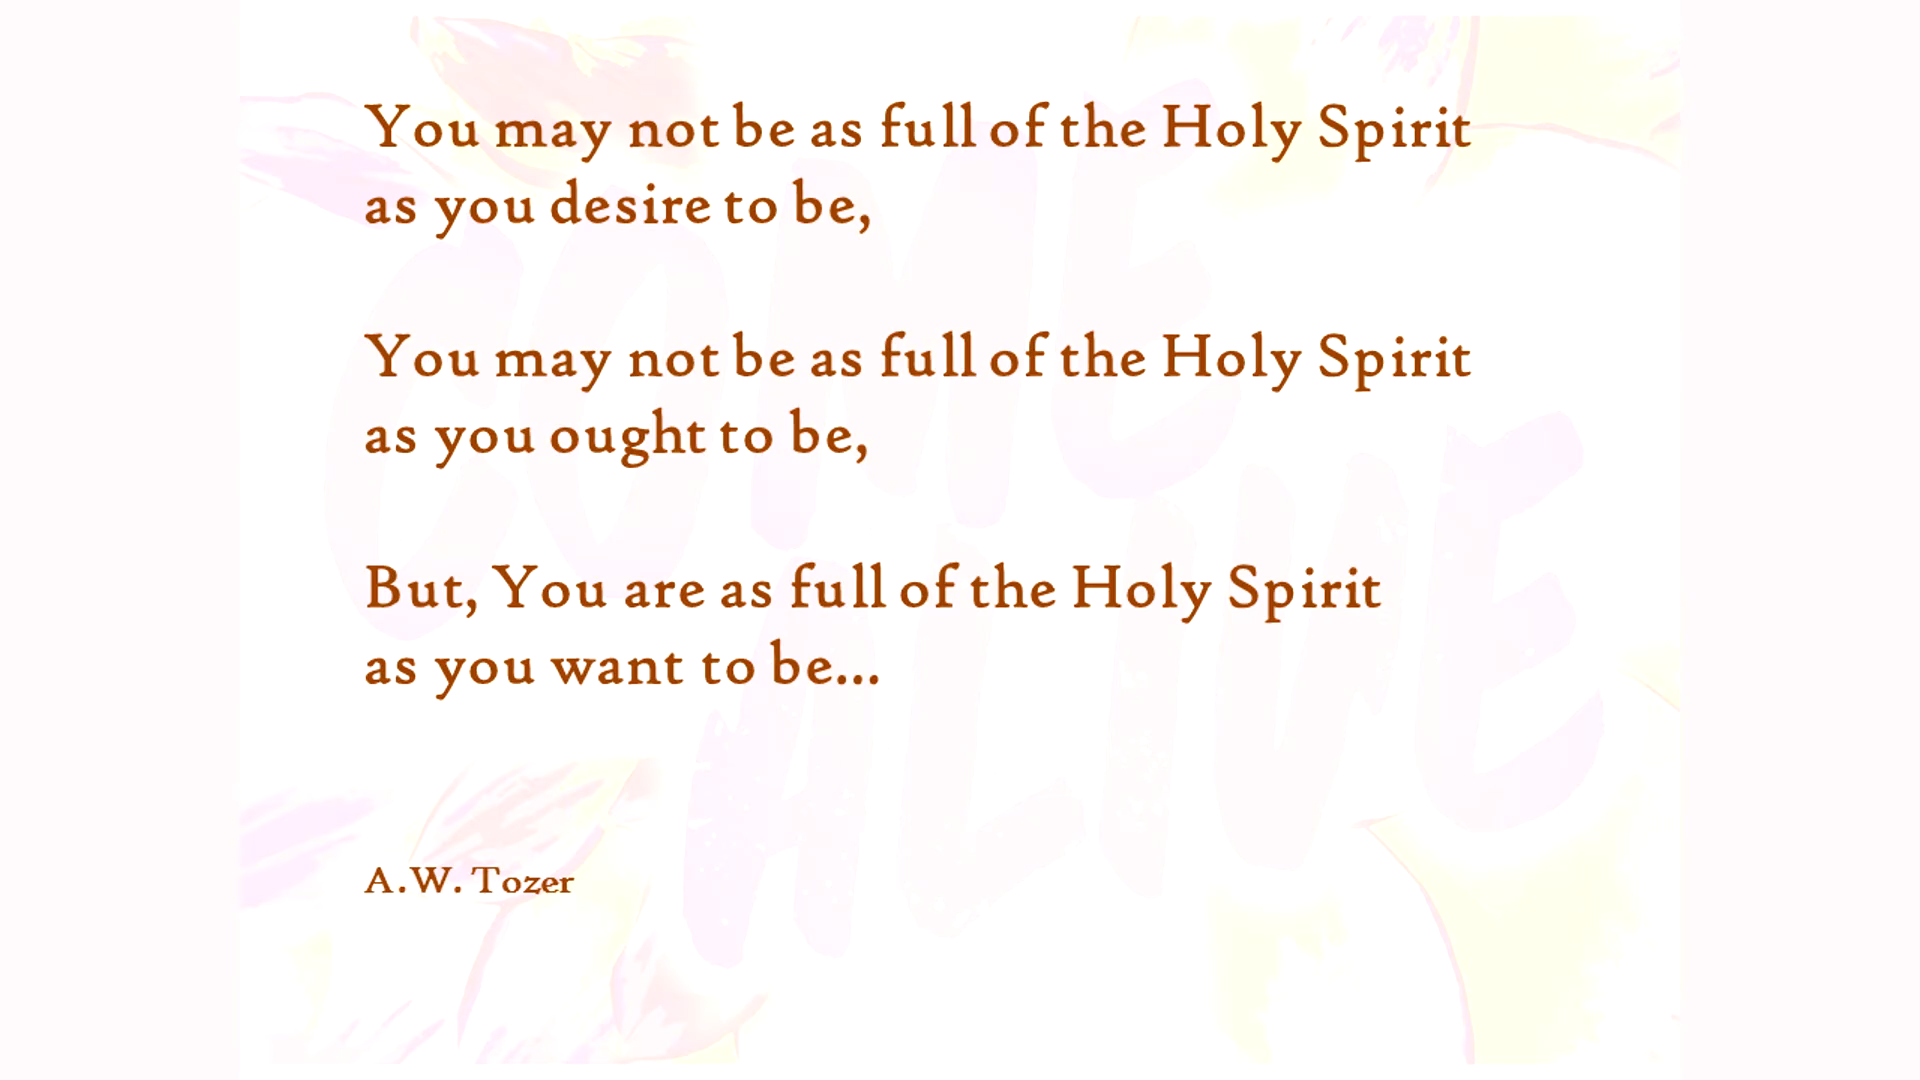 You may not be as full of the Holy Spirit
as you desire to be,
You may not be as full of the Holy Spirit
as you ought to be,
But, You are as full of the Holy Spirit
as you want to be...
A.W. Tozer
COME
ALIVE